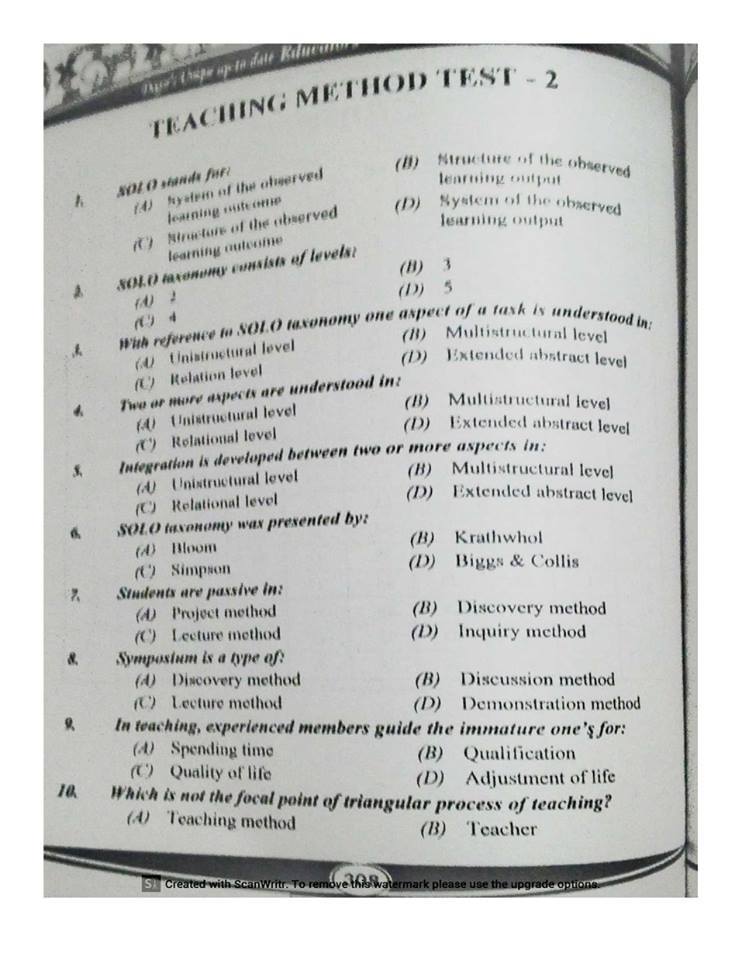 Dogar's Unique up-to date Educators
TEACHING METHOD TEST - 2
1. SOLO stands for:
(A) System of the observed learning outcome
(B) Structure of the observed learning output
(C) Structure of the observed learning outcome
(D) System of the observed learning output
2. SOLO taxonomy consists of levels:
(A) 2
(B) 3
(C) 4
(D) 5
3. With reference to SOLO taxonomy one aspect of a task is understood in:
(A) Unistructural level
(B) Multistructural level
(C) Relation level
(D) Extended abstract level
4. Two or more aspects are understood in:
(A) Unistructural level
(B) Multistructural level
(C) Relational level
(D) Extended abstract level
5. Integration is developed between two or more aspects in:
(A) Unistructural level
(B) Multistructural level
(C) Relational level
(D) Extended abstract level
6. SOLO taxonomy was presented by:
(A) Bloom
(B) Krathwhol
(C) Simpson
(D) Biggs & Collis
7. Students are passive in:
(A) Project method
(B) Discovery method
(C) Lecture method
(D) Inquiry method
8. Symposium is a type of:
(A) Discovery method
(B) Discussion method
(C) Lecture method
(D) Demonstration method
9. In teaching, experienced members guide the immature one's for:
(A) Spending time
(B) Qualification
(C) Quality of life
(D) Adjustment of life
10. Which is not the focal point of triangular process of teaching?
(A) Teaching method
(B) Teacher
308
Created with ScanWritr. To remove this watermark please use the upgrade options.